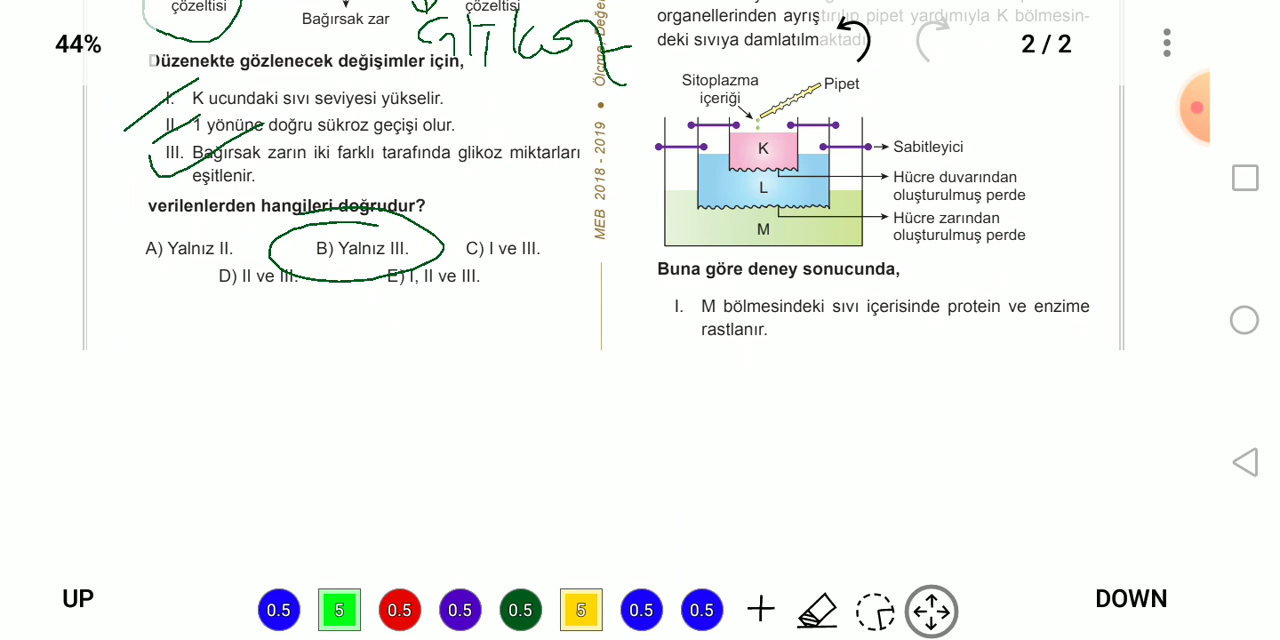 44%
çözeltisi
Bağırsak zar
çözeltisi
Düzenekte gözlenecek değişimler için,
I. K ucundaki sıvı seviyesi yükselir.
II. 1 yönüne doğru sükroz geçişi olur.
III. Bağırsak zarın iki farklı tarafında glikoz miktarları
eşitlenir.
verilenlerden hangileri doğrudur?
A) Yalnız II.
B) Yalnız III.
C) I ve III.
D) II ve III.
E) I, II ve III.
MEB 2018 - 2019 ● Ölçme, Değe
organellerinden ayrıştırılıp pipet yardımıyla K bölmesin-
deki sıvıya damlatılmaktadı
2 / 2
Sitoplazma
içeriği
Pipet
K
L
M
Sabitleyici
Hücre duvarından
oluşturulmuş perde
Hücre zarından
oluşturulmuş perde
Buna göre deney sonucunda,
I. M bölmesindeki sıvı içerisinde protein ve enzime
rastlanır.
UP
0.5
5
0.5
0.5
0.5
5
0.5
0.5
DOWN